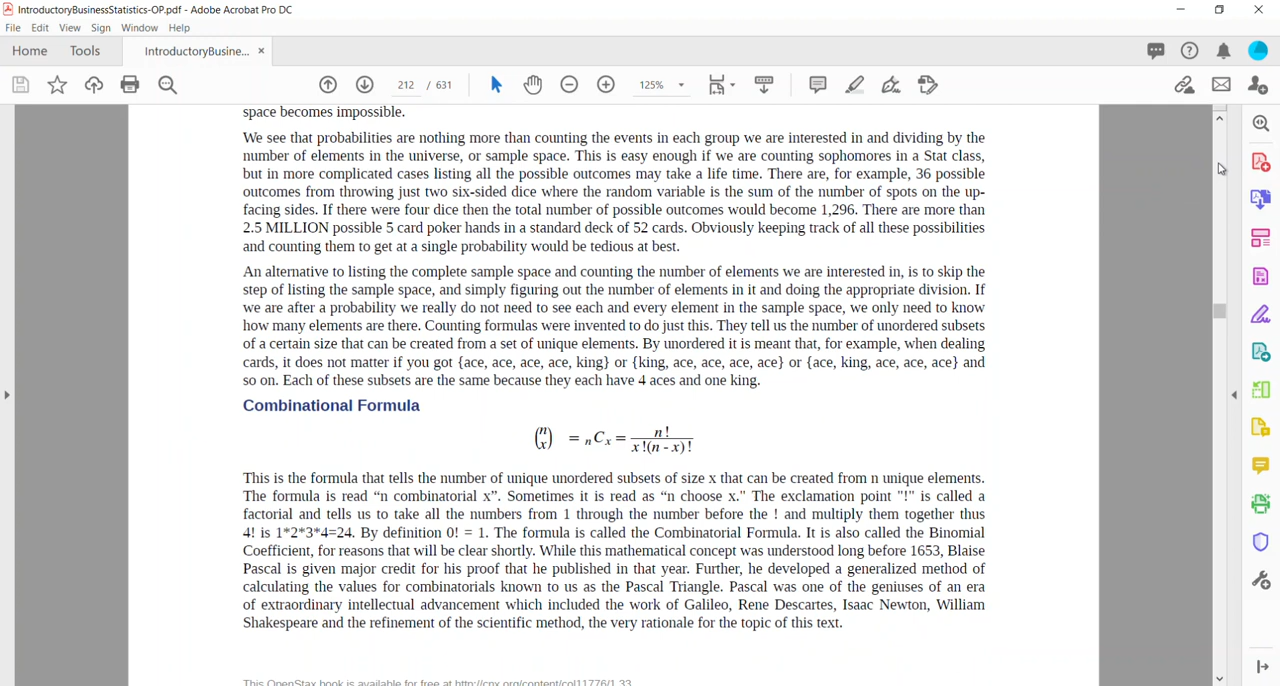 IntroductoryBusinessStatistics-OP.pdf - Adobe Acrobat Pro DC
File Edit View Sign Window Help
Home Tools IntroductoryBusine... ×
212 / 631 125%
space becomes impossible.
We see that probabilities are nothing more than counting the events in each group we are interested in and dividing by the
number of elements in the universe, or sample space. This is easy enough if we are counting sophomores in a Stat class,
but in more complicated cases listing all the possible outcomes may take a life time. There are, for example, 36 possible
outcomes from throwing just two six-sided dice where the random variable is the sum of the number of spots on the up-
facing sides. If there were four dice then the total number of possible outcomes would become 1,296. There are more than
2.5 MILLION possible 5 card poker hands in a standard deck of 52 cards. Obviously keeping track of all these possibilities
and counting them to get at a single probability would be tedious at best.
An alternative to listing the complete sample space and counting the number of elements we are interested in, is to skip the
step of listing the sample space, and simply figuring out the number of elements in it and doing the appropriate division. If
we are after a probability we really do not need to see each and every element in the sample space, we only need to know
how many elements are there. Counting formulas were invented to do just this. They tell us the number of unordered subsets
of a certain size that can be created from a set of unique elements. By unordered it is meant that, for example, when dealing
cards, it does not matter if you got {ace, ace, ace, ace, king} or {king, ace, ace, ace, ace} or {ace, king, ace, ace, ace} and
so on. Each of these subsets are the same because they each have 4 aces and one king.
Combinational Formula
(n x) = nCx = n! / x!(n - x)!
This is the formula that tells the number of unique unordered subsets of size x that can be created from n unique elements.
The formula is read “n combinatorial x”. Sometimes it is read as “n choose x." The exclamation point "!" is called a
factorial and tells us to take all the numbers from 1 through the number before the ! and multiply them together thus
4! is 1*2*3*4=24. By definition 0! = 1. The formula is called the Combinatorial Formula. It is also called the Binomial
Coefficient, for reasons that will be clear shortly. While this mathematical concept was understood long before 1653, Blaise
Pascal is given major credit for his proof that he published in that year. Further, he developed a generalized method of
calculating the values for combinatorials known to us as the Pascal Triangle. Pascal was one of the geniuses of an era
of extraordinary intellectual advancement which included the work of Galileo, Rene Descartes, Isaac Newton, William
Shakespeare and the refinement of the scientific method, the very rationale for the topic of this text.
This OpenStax book is available for free at http://cnx.org/content/col11776/1.33